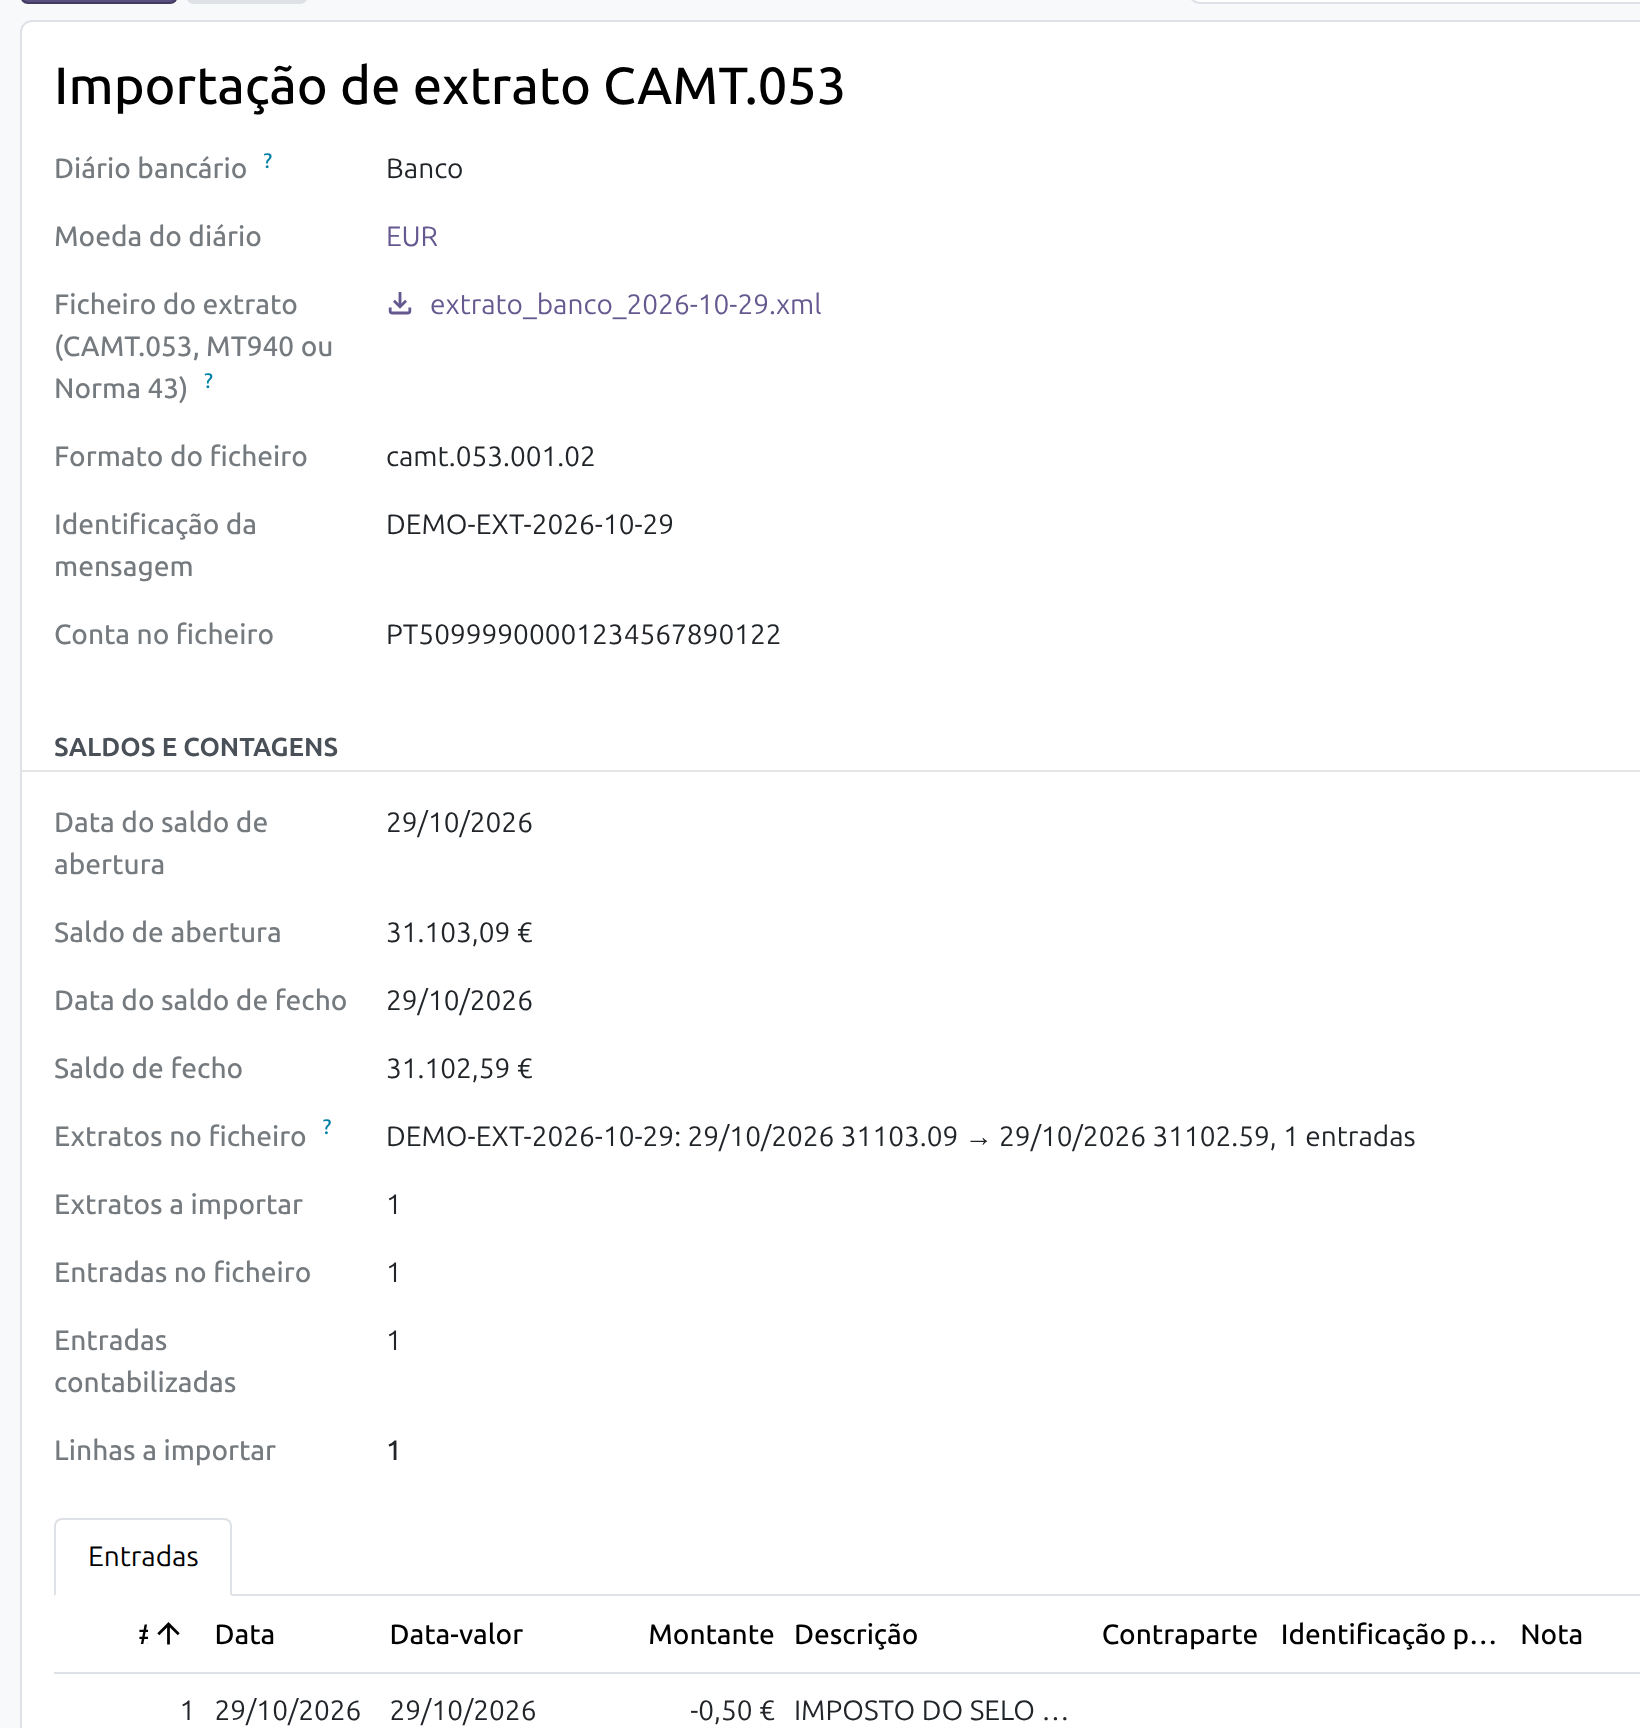 Importação de extrato CAMT.053
Diário bancário ? Banco
Moeda do diário EUR
Ficheiro do extrato extrato_banco_2026-10-29.xml
(CAMT.053, MT940 ou
Norma 43) ?
Formato do ficheiro camt.053.001.02
Identificação da DEMO-EXT-2026-10-29
mensagem
Conta no ficheiro PT50999900001234567890122
SALDOS E CONTAGENS
Data do saldo de 29/10/2026
abertura
Saldo de abertura 31.103,09 €
Data do saldo de fecho 29/10/2026
Saldo de fecho 31.102,59 €
Extratos no ficheiro ? DEMO-EXT-2026-10-29: 29/10/2026 31103.09 → 29/10/2026 31102.59, 1 entradas
Extratos a importar 1
Entradas no ficheiro 1
Entradas 1
contabilizadas
Linhas a importar 1
Entradas
Data Data-valor Montante Descrição Contraparte Identificação p... Nota
1 29/10/2026 29/10/2026 -0,50 € IMPOSTO DO SELO ...